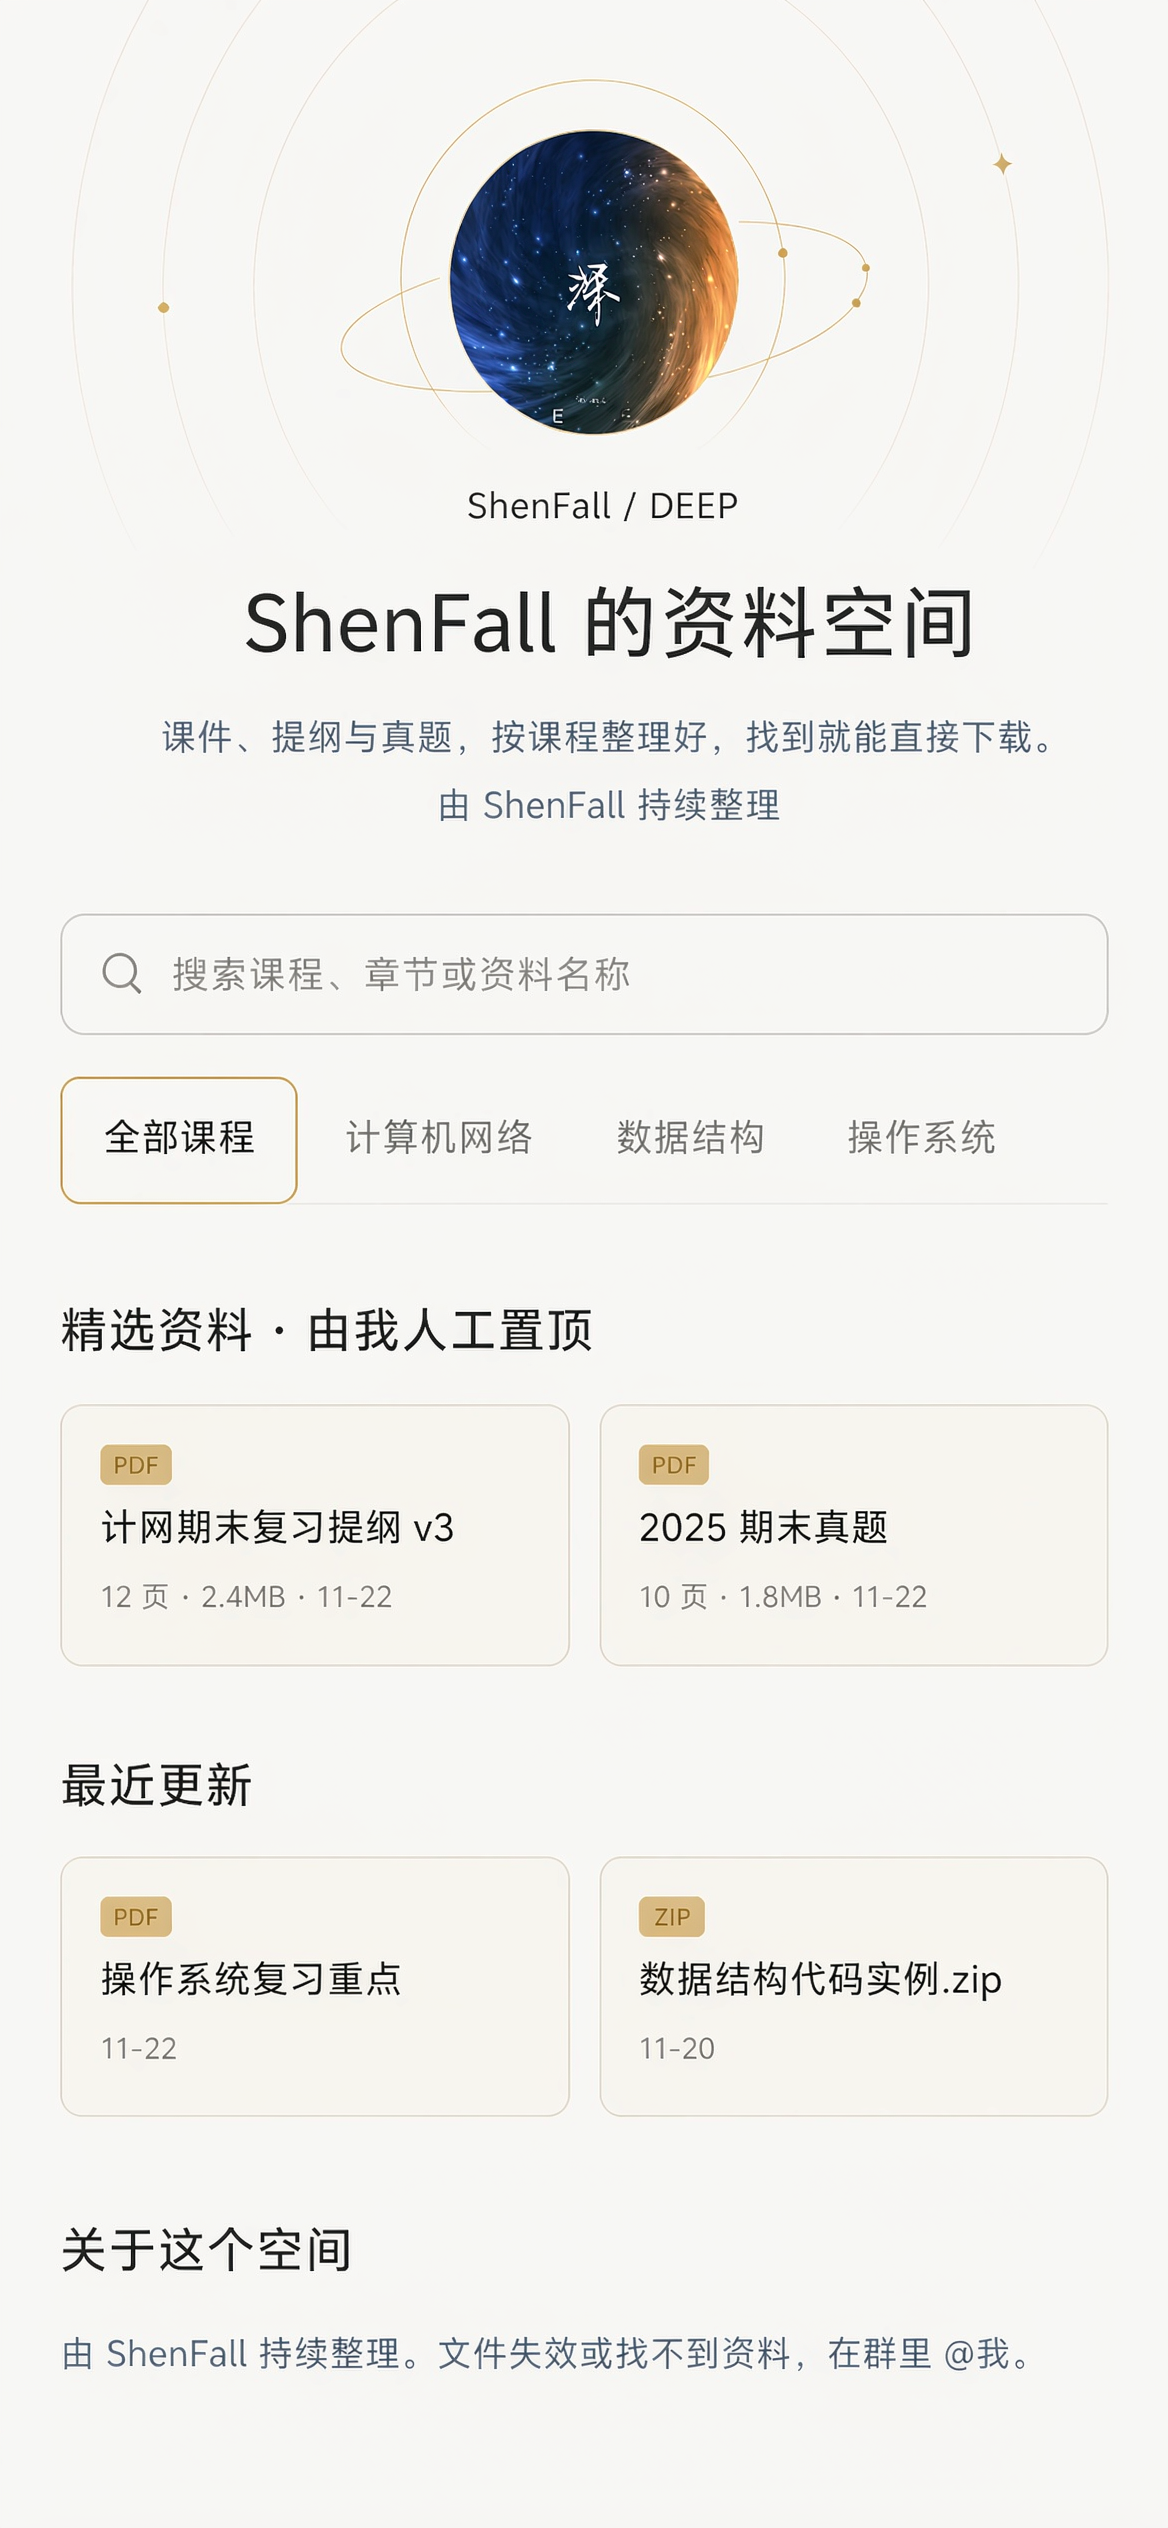 深
E
ShenFall / DEEP
ShenFall 的资料空间
课件、提纲与真题，按课程整理好，找到就能直接下载。
由 ShenFall 持续整理
搜索课程、章节或资料名称
全部课程 计算机网络 数据结构 操作系统
精选资料 · 由我人工置顶
PDF
计网期末复习提纲 v3
12 页 · 2.4MB · 11-22
PDF
2025 期末真题
10 页 · 1.8MB · 11-22
最近更新
PDF
操作系统复习重点
11-22
ZIP
数据结构代码实例.zip
11-20
关于这个空间
由 ShenFall 持续整理。文件失效或找不到资料，在群里 @我。